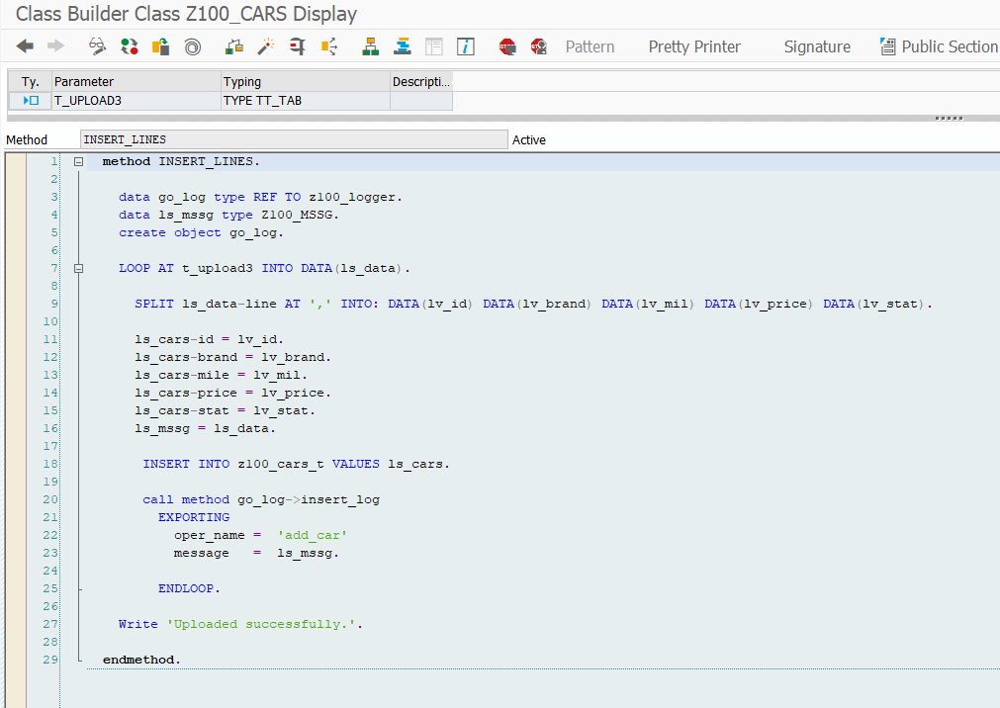 Class Builder Class Z100_CARS Display
Pattern Pretty Printer Signature Public Section
Ty. Parameter Typing Descripti...
T_UPLOAD3 TYPE TT_TAB
Method INSERT_LINES Active
1 method INSERT_LINES.
2
3 data go_log type REF TO z100_logger.
4 data ls_mssg type Z100_MSSG.
5 create object go_log.
6
7 LOOP AT t_upload3 INTO DATA(ls_data).
8
9 SPLIT ls_data-line AT ',' INTO: DATA(lv_id) DATA(lv_brand) DATA(lv_mil) DATA(lv_price) DATA(lv_stat).
10
11 ls_cars-id = lv_id.
12 ls_cars-brand = lv_brand.
13 ls_cars-mile = lv_mil.
14 ls_cars-price = lv_price.
15 ls_cars-stat = lv_stat.
16 ls_mssg = ls_data.
17
18 INSERT INTO z100_cars_t VALUES ls_cars.
19
20 call method go_log->insert_log
21 EXPORTING
22 oper_name = 'add_car'
23 message = ls_mssg.
24
25 ENDLOOP.
26
27 Write 'Uploaded successfully.'.
28
29 endmethod.